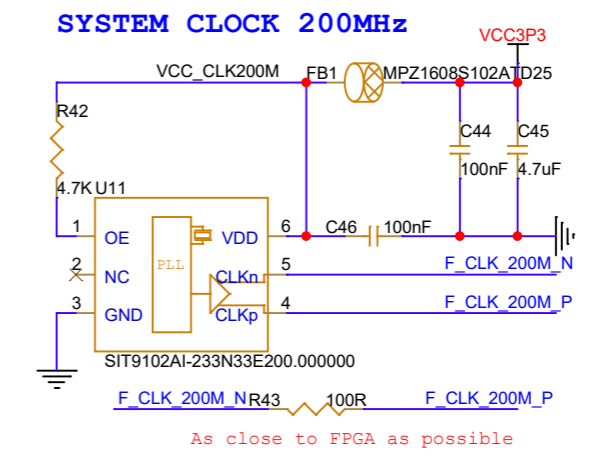 SYSTEM CLOCK 200MHz
VCC3P3
VCC_CLK200M
FB1
MPZ1608S102ATD25
R42
C44
C45
100nF
4.7uF
4.7K
U11
1
OE
VDD
6
C46
100nF
2
NC
PLL
CLKn
5
F_CLK_200M_N
3
GND
CLKp
4
F_CLK_200M_P
SIT9102AI-233N33E200.000000
F_CLK_200M_N
R43
100R
F_CLK_200M_P
As close to FPGA as possible